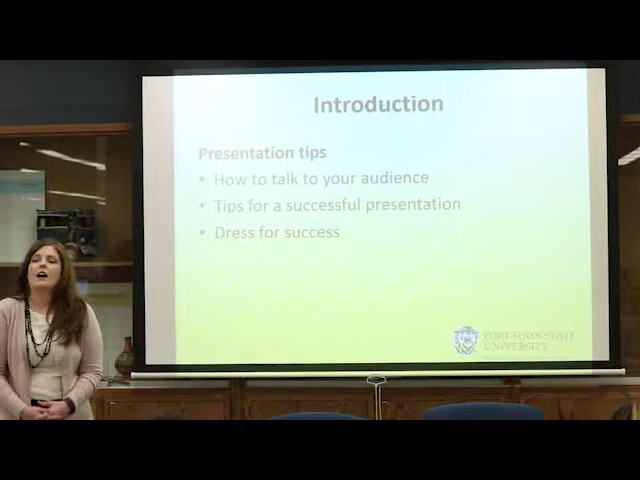 Introduction
Presentation tips
• How to talk to your audience
• Tips for a successful presentation
• Dress for success
FORT HAYS STATE
UNIVERSITY